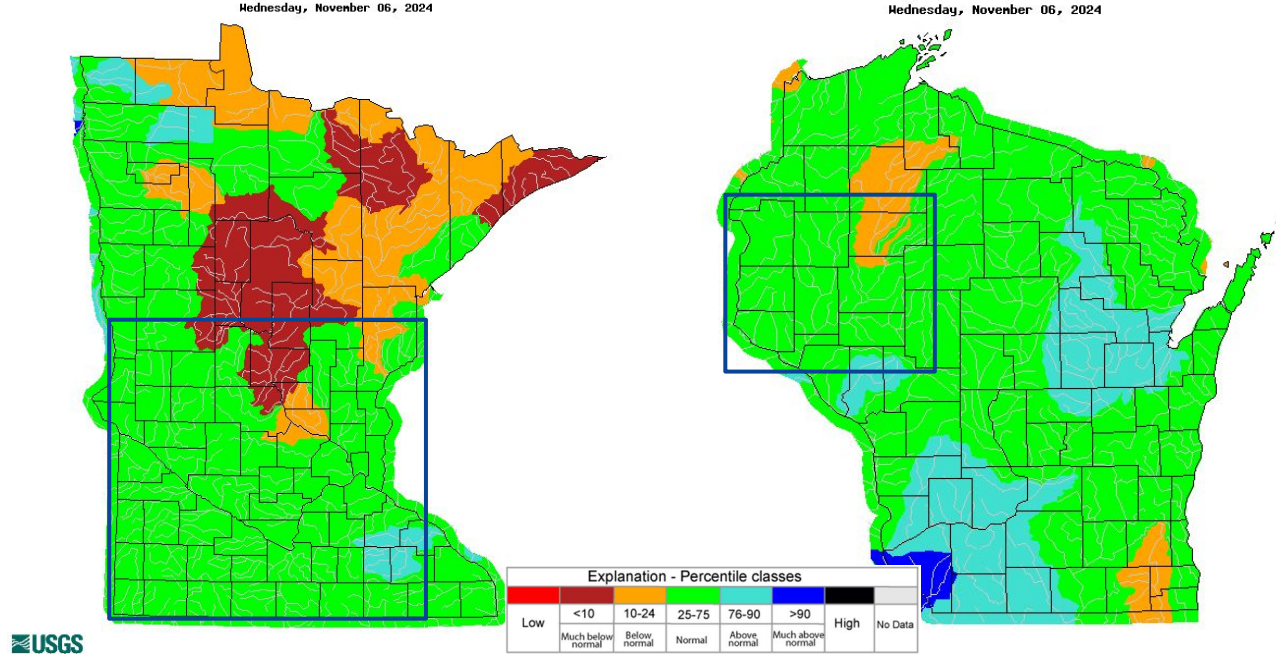 Wednesday, November 06, 2024
Wednesday, November 06, 2024
Explanation - Percentile classes
Low
<10
10-24
25-75
76-90
>90
High
No Data
Much below
normal
Below
normal
Normal
Above
normal
Much above
normal
USGS